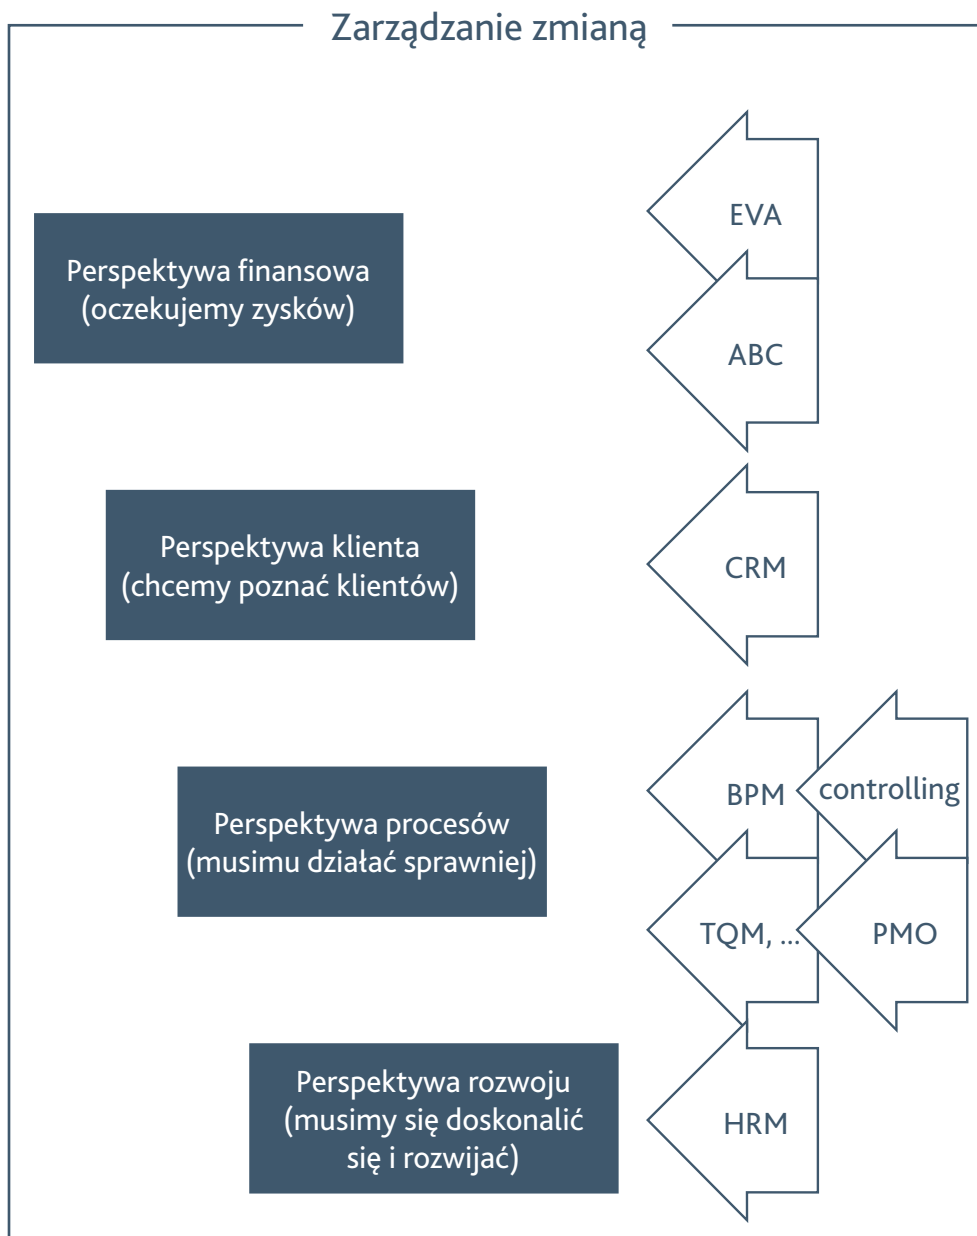 Zarządzanie zmianą
EVA
Perspektywa finansowa
(oczekujemy zysków)
ABC
Perspektywa klienta
(chcemy poznać klientów)
CRM
BPM
controlling
Perspektywa procesów
(musimu działać sprawniej)
TQM, ...
PMO
Perspektywa rozwoju
(musimy się doskonalić
się i rozwijać)
HRM